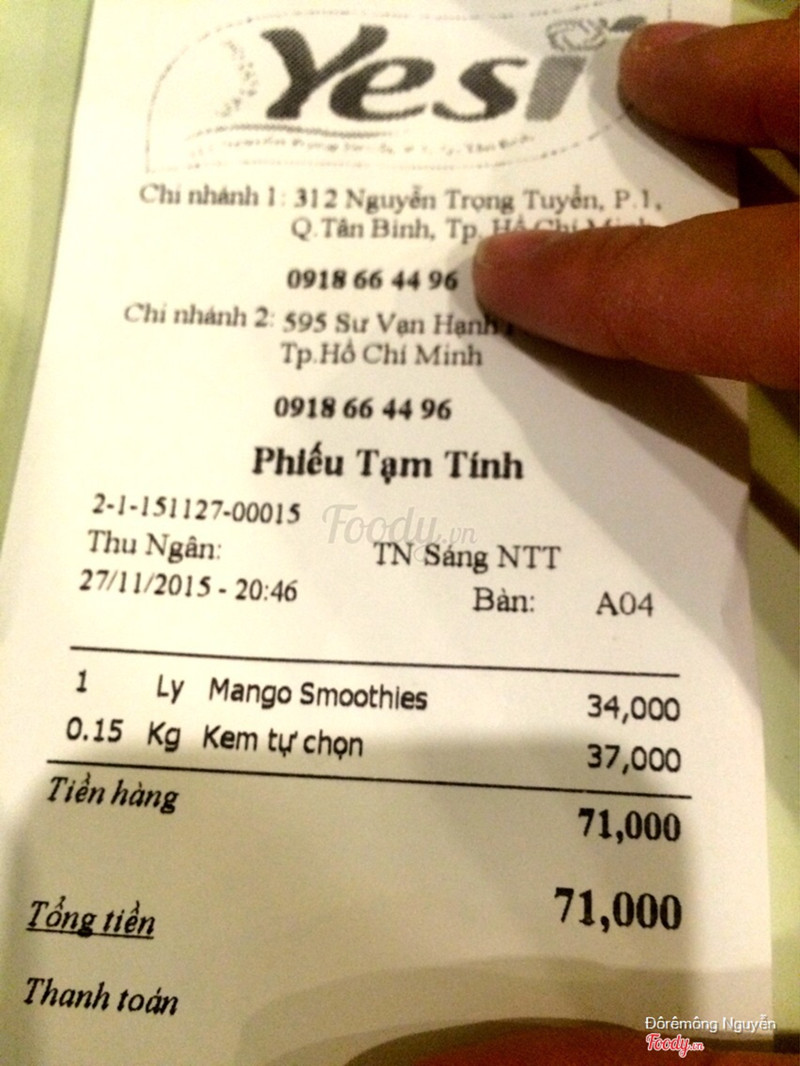 Yesi
Chi nhánh 1: 312 Nguyễn Trọng Tuyển, P.1,
Q.Tân Bình, Tp. Hồ Chí Minh
0918 66 44 96
Chi nhánh 2: 595 Sư Vạn Hạnh
Tp.Hồ Chí Minh
0918 66 44 96
Phiếu Tạm Tính
2-1-151127-00015
Foody.vn
Thu Ngân: TN Sáng NTT
27/11/2015 - 20:46 Bàn: A04
1 Ly Mango Smoothies 34,000
0.15 Kg Kem tự chọn 37,000
Tiền hàng 71,000
Tổng tiền 71,000
Thanh toán
Đôrêmông Nguyễn
Foody.vn